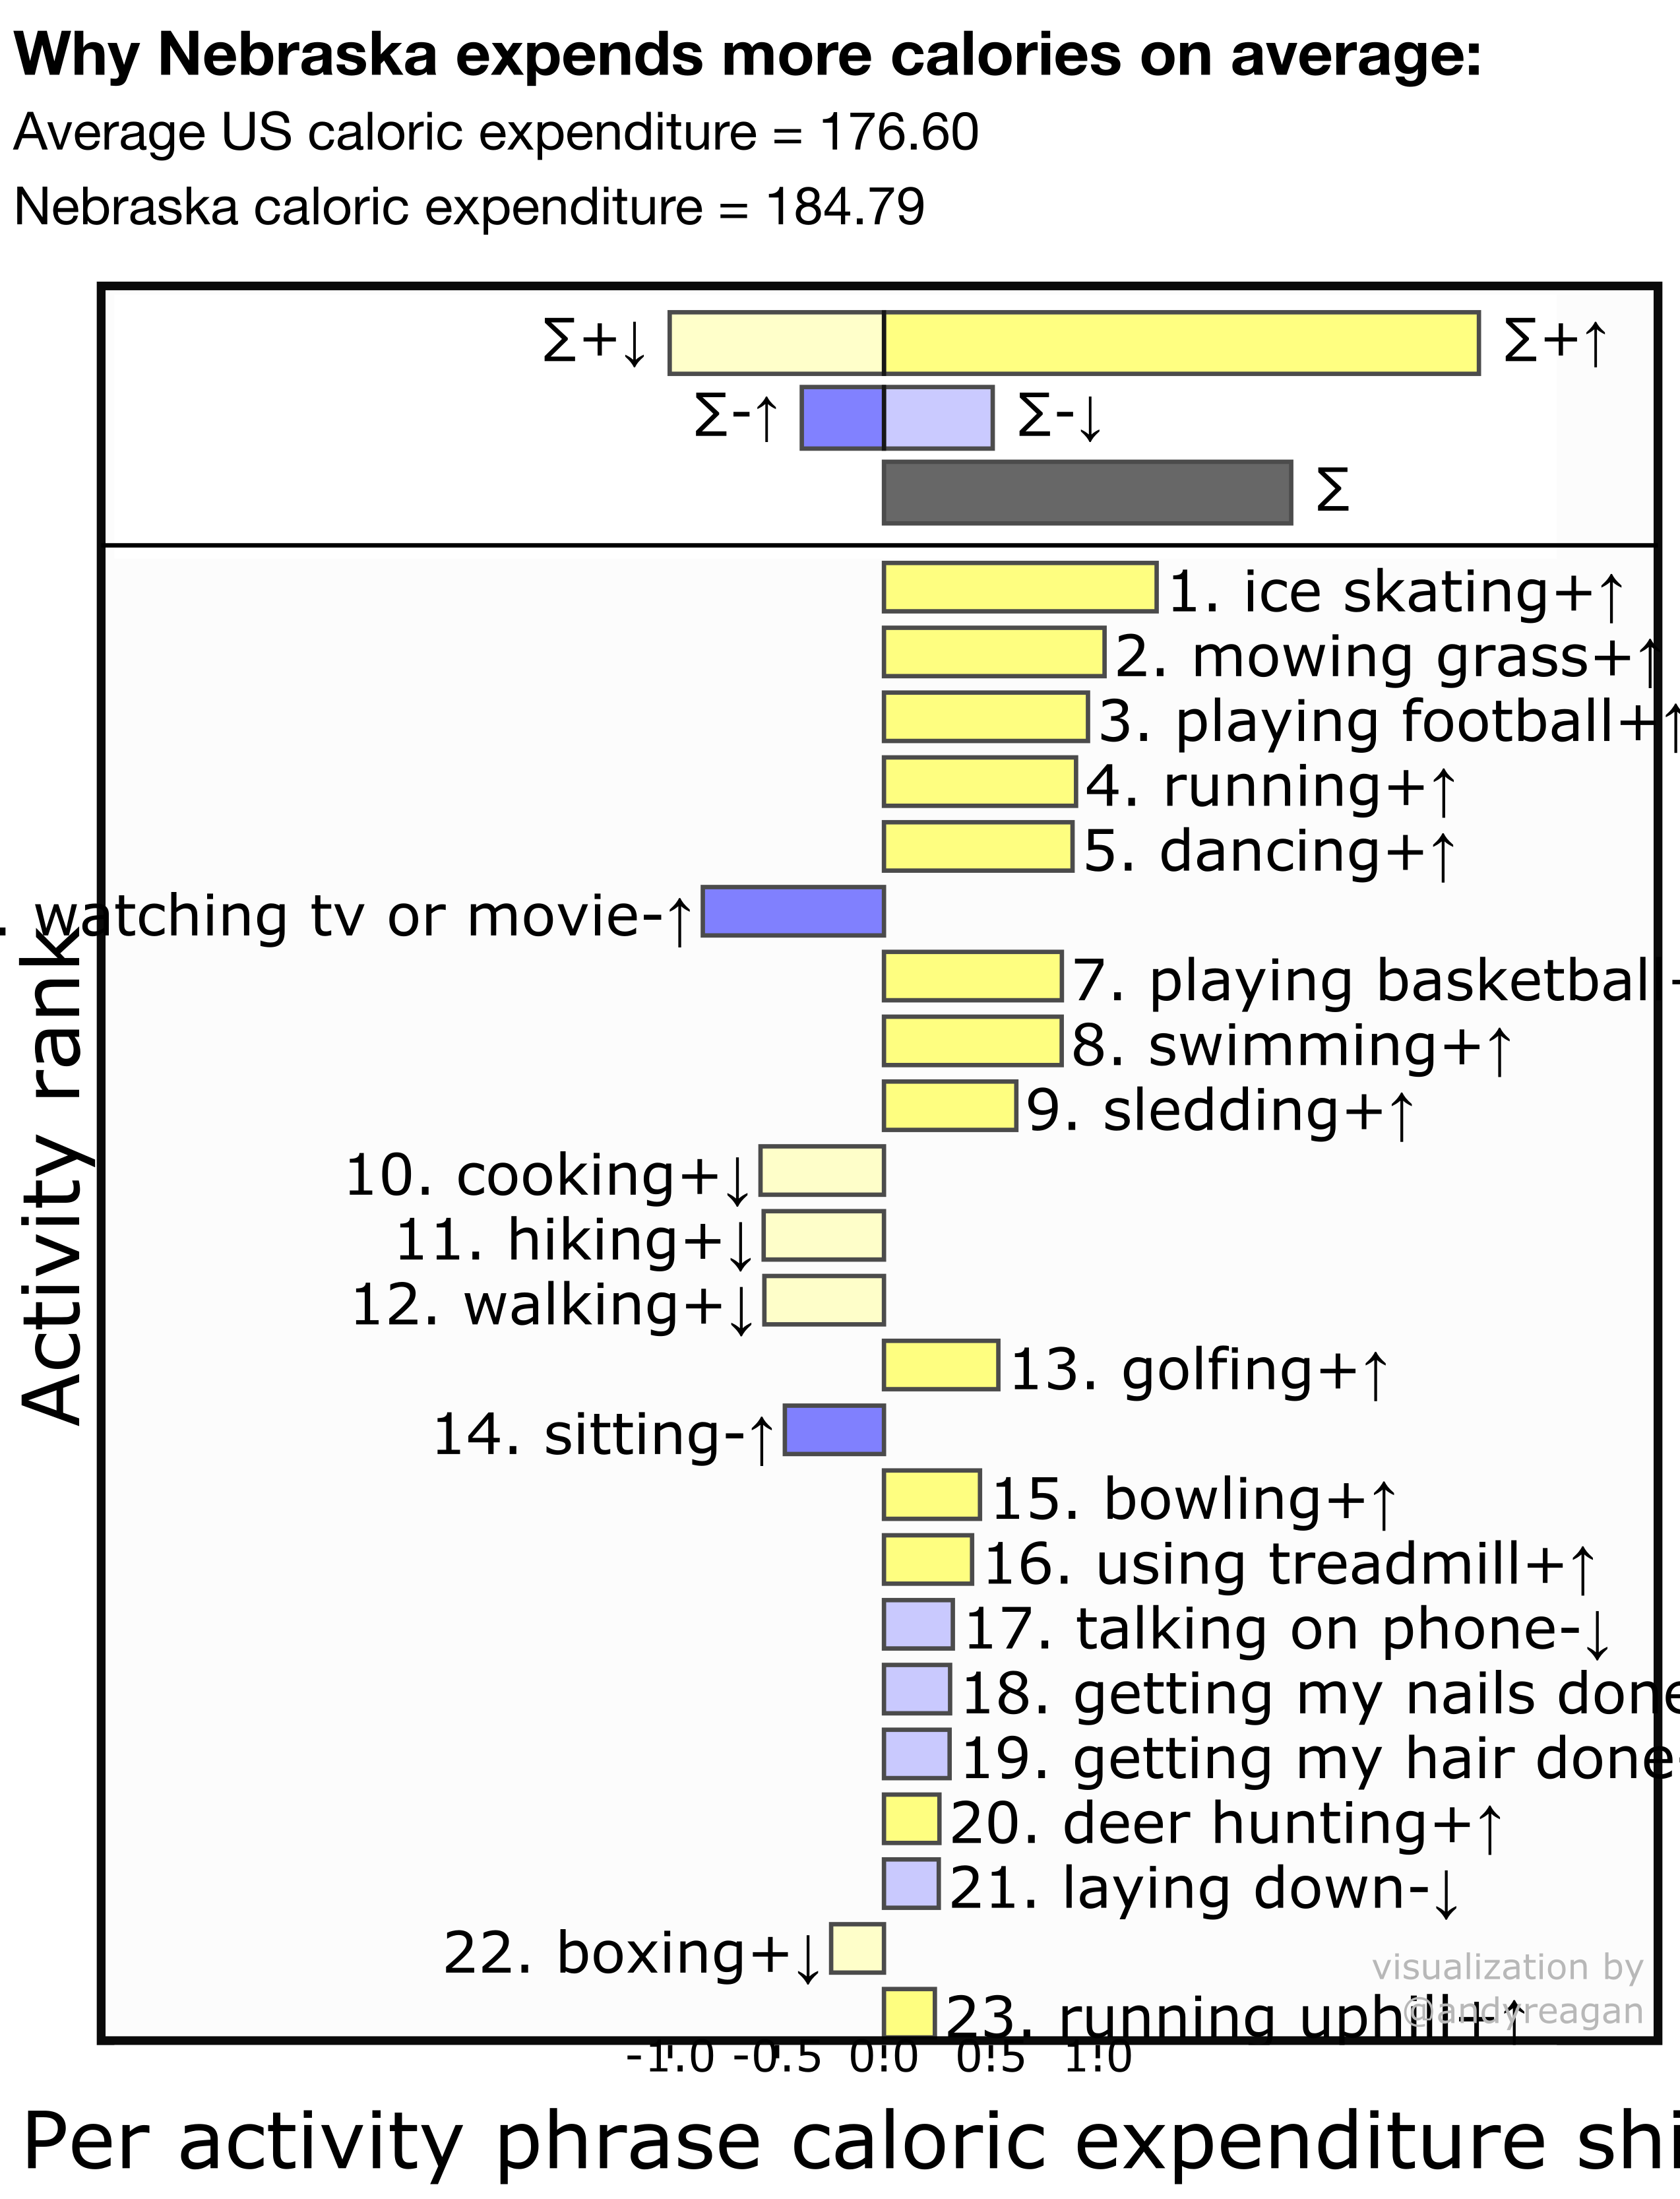 Why Nebraska expends more calories on average:
Average US caloric expenditure = 176.60
Nebraska caloric expenditure = 184.79
∑+↓ ∑+↑
∑-↑ ∑-↓
∑
1. ice skating+↑
2. mowing grass+↑
3. playing football+↑
4. running+↑
5. dancing+↑
. watching tv or movie-↑
7. playing basketball+
8. swimming+↑
9. sledding+↑
10. cooking+↓
11. hiking+↓
12. walking+↓
13. golfing+↑
14. sitting-↑
15. bowling+↑
16. using treadmill+↑
17. talking on phone-↓
18. getting my nails done
19. getting my hair done-
20. deer hunting+↑
21. laying down-↓
22. boxing+↓
23. running uphill+↑
visualization by
@andyreagan
Activity rank
-1.0 -0.5 0.0 0.5 1.0
Per activity phrase caloric expenditure shi